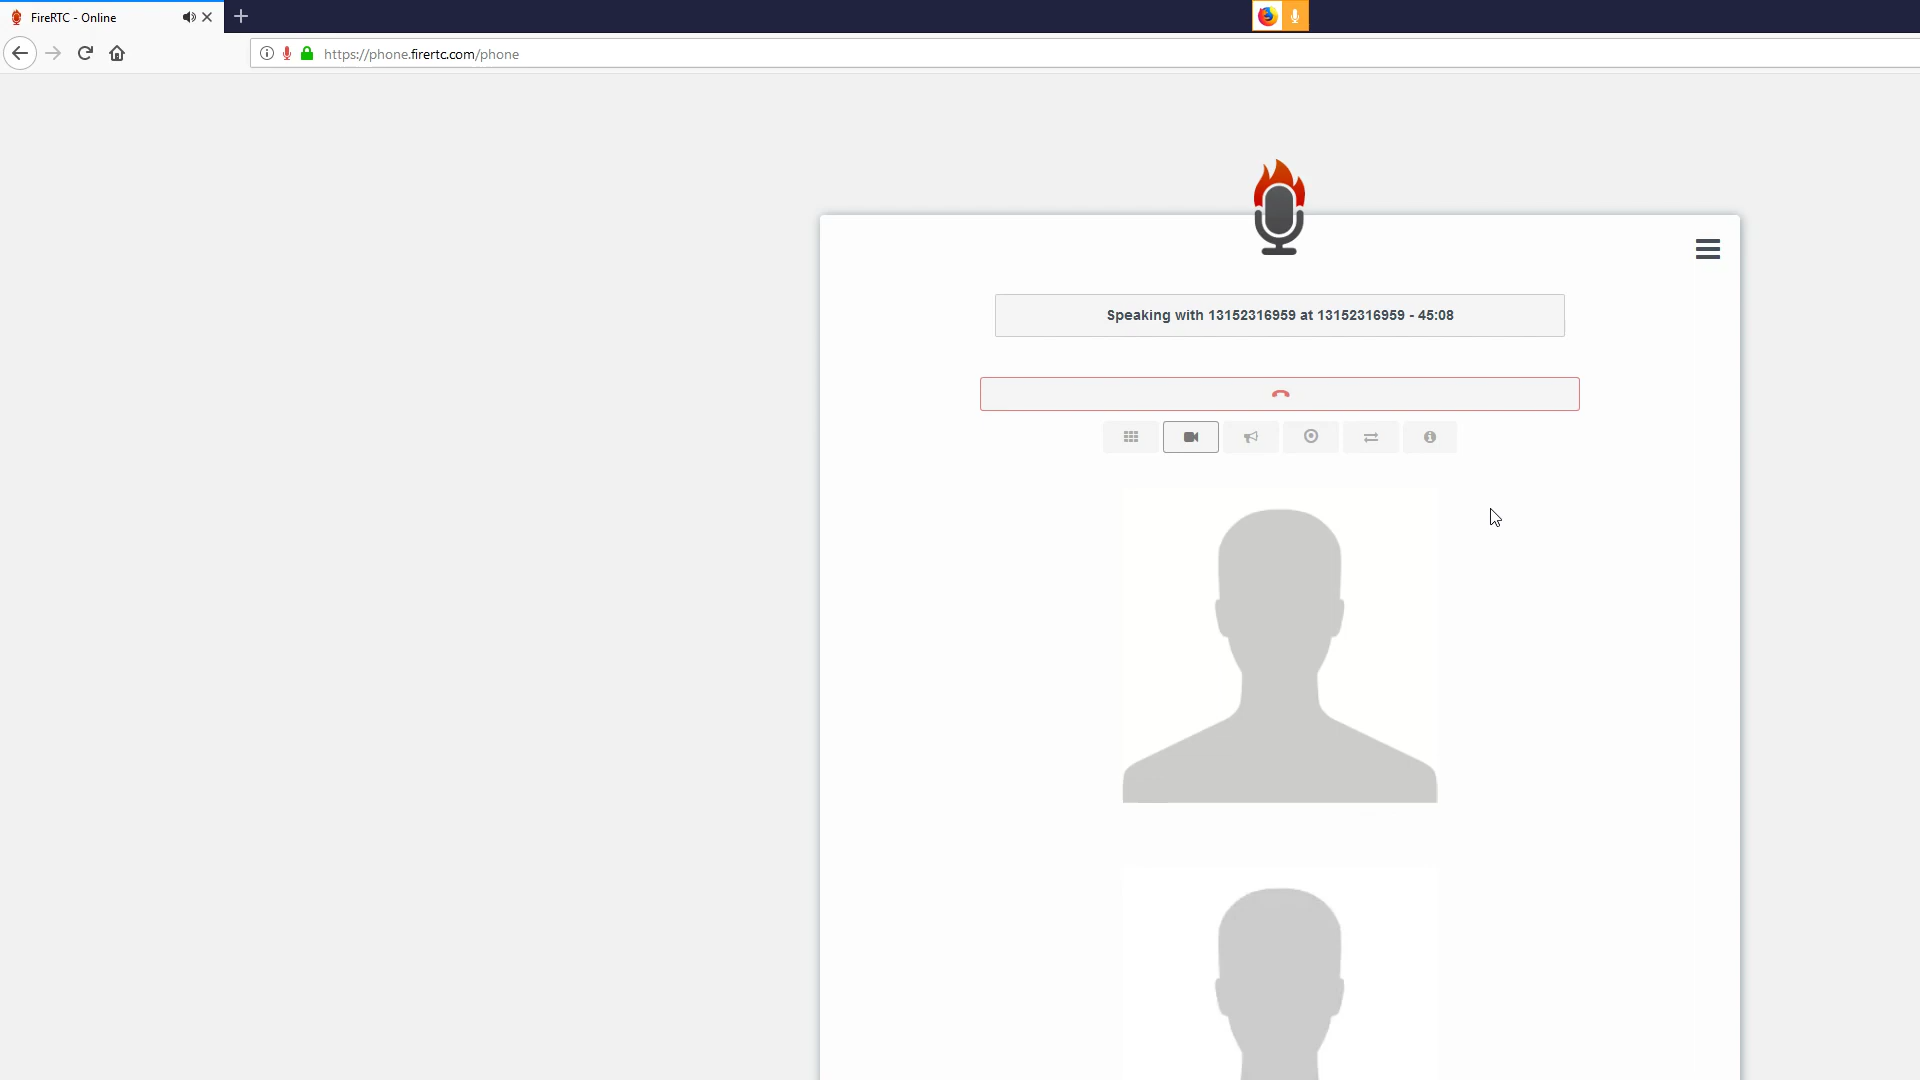 FireRTC - Online
https://phone.firertc.com/phone
Speaking with 13152316959 at 13152316959 - 45:08